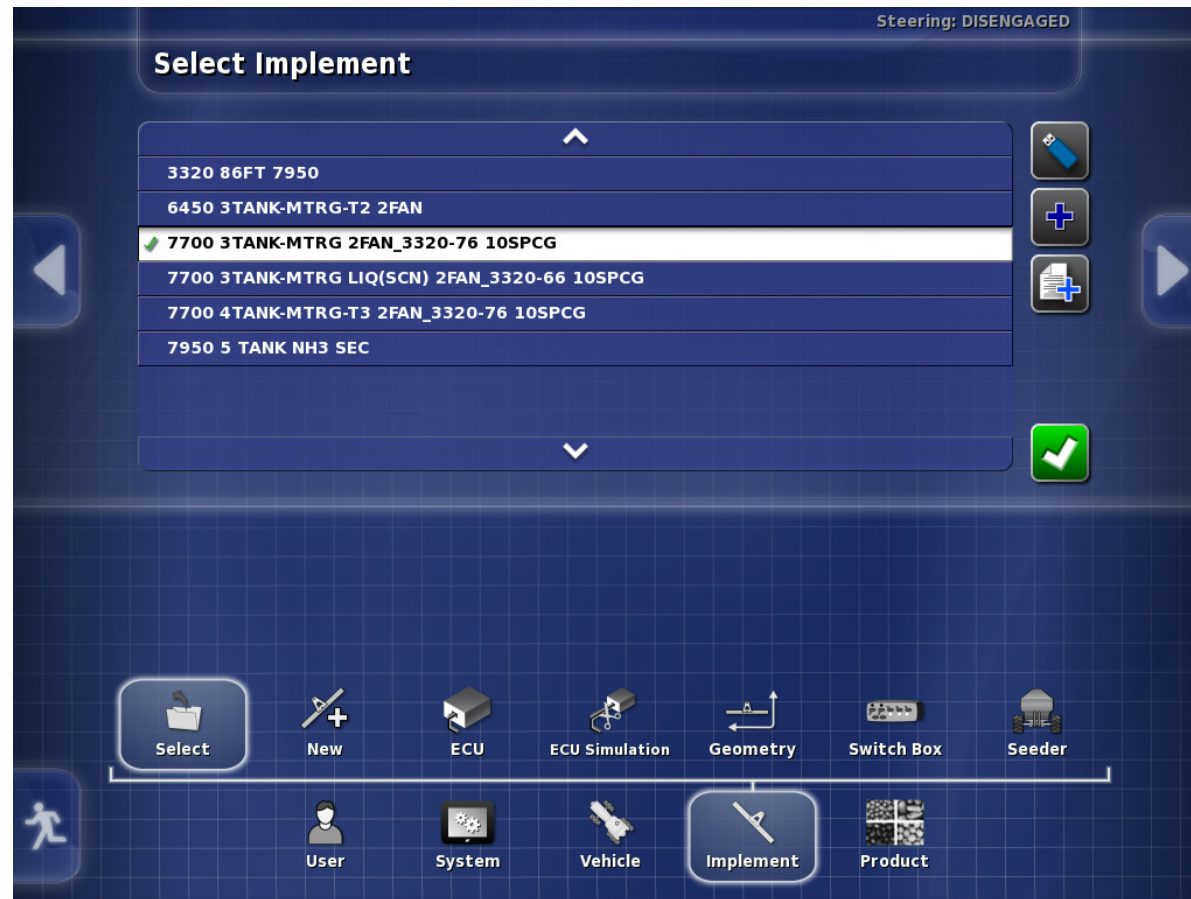 Steering: DISENGAGED
Select Implement
3320 86FT 7950
6450 3TANK-MTRG-T2 2FAN
7700 3TANK-MTRG 2FAN_3320-76 10SPCG
7700 3TANK-MTRG LIQ(SCN) 2FAN_3320-66 10SPCG
7700 4TANK-MTRG-T3 2FAN_3320-76 10SPCG
7950 5 TANK NH3 SEC
Select New ECU ECU Simulation Geometry Switch Box Seeder
User System Vehicle Implement Product